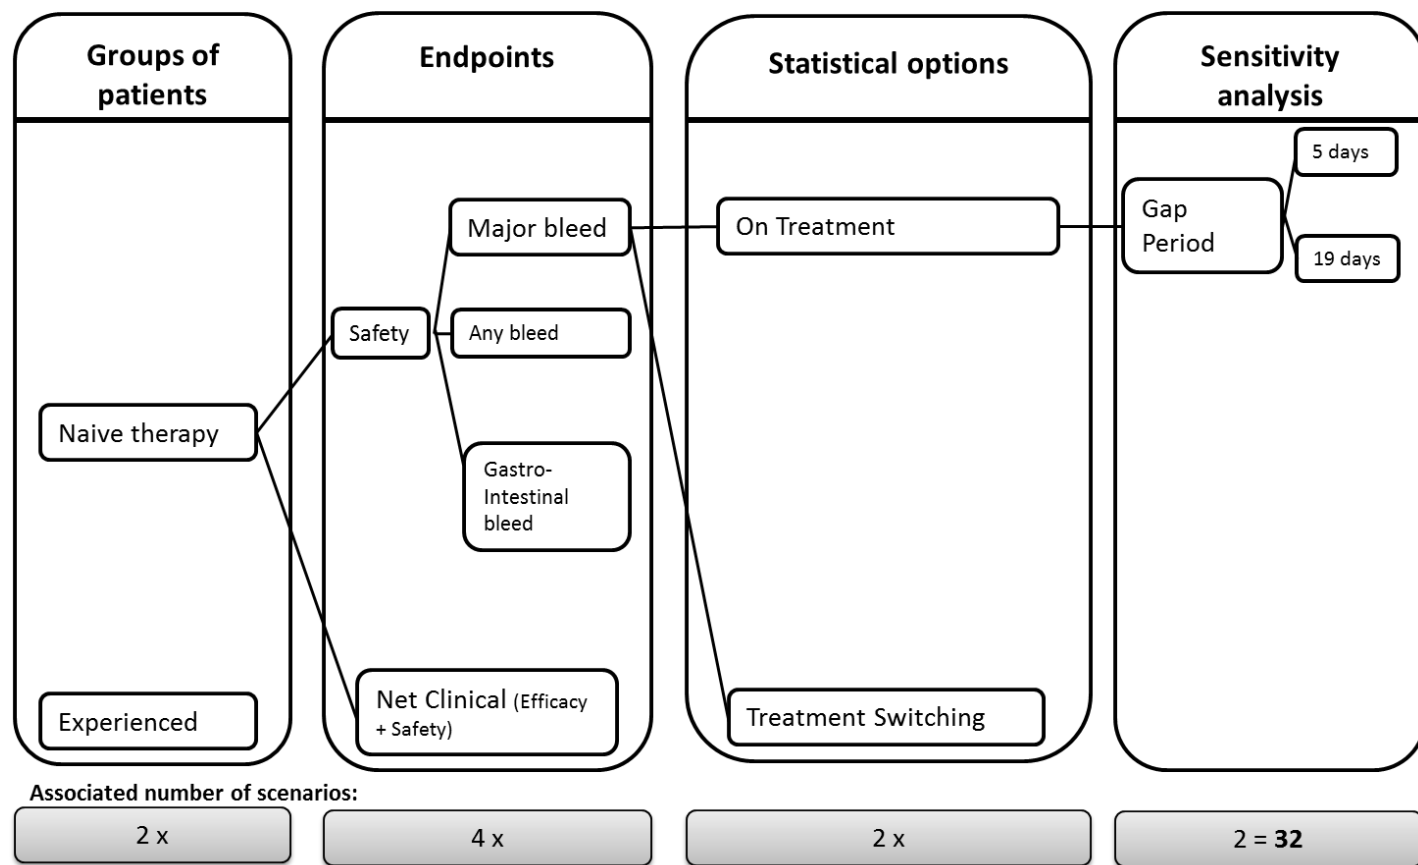 Groups of
patients
Endpoints
Statistical options
Sensitivity
analysis
5 days
Gap
Period
19 days
Major bleed
On Treatment
Safety
Any bleed
Naive therapy
Gastro-
Intestinal
bleed
Experienced
Net Clinical (Efficacy
+ Safety)
Treatment Switching
Associated number of scenarios:
2 x
4 x
2 x
2 = 32